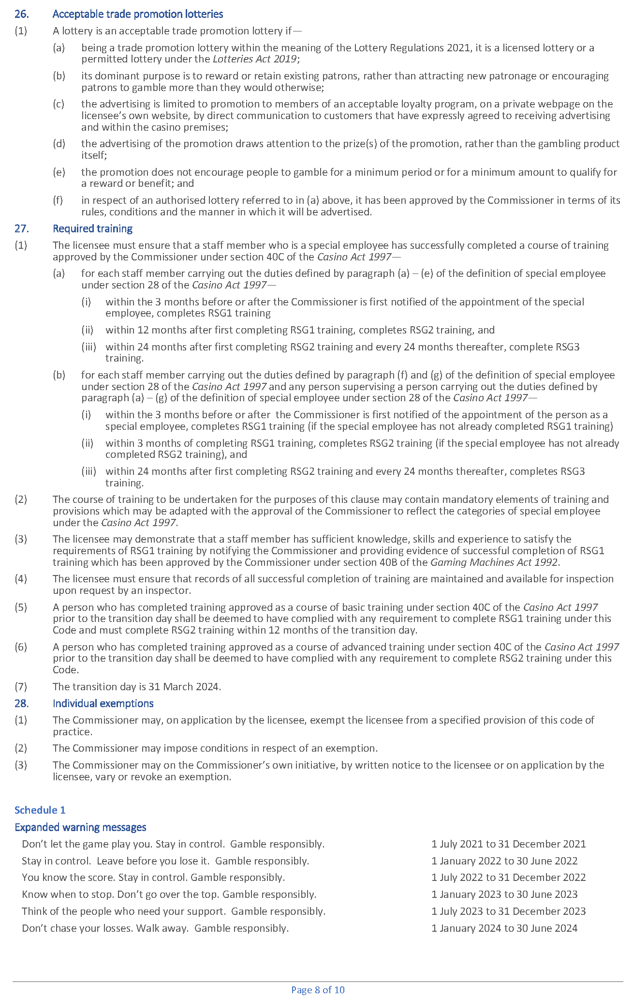 26. Acceptable trade promotion lotteries
(1) A lottery is an acceptable trade promotion lottery if—
(a) being a trade promotion lottery within the meaning of the Lottery Regulations 2021, it is a licensed lottery or a
permitted lottery under the Lotteries Act 2019;
(b) its dominant purpose is to reward or retain existing patrons, rather than attracting new patronage or encouraging
patrons to gamble more than they would otherwise;
(c) the advertising is limited to promotion to members of an acceptable loyalty program, on a private webpage on the
licensee’s own website, by direct communication to customers that have expressly agreed to receiving advertising
and within the casino premises;
(d) the advertising of the promotion draws attention to the prize(s) of the promotion, rather than the gambling product
itself;
(e) the promotion does not encourage people to gamble for a minimum period or for a minimum amount to qualify for
a reward or benefit; and
(f) in respect of an authorised lottery referred to in (a) above, it has been approved by the Commissioner in terms of its
rules, conditions and the manner in which it will be advertised.
27. Required training
(1) The licensee must ensure that a staff member who is a special employee has successfully completed a course of training
approved by the Commissioner under section 40C of the Casino Act 1997—
(a) for each staff member carrying out the duties defined by paragraph (a) – (e) of the definition of special employee
under section 28 of the Casino Act 1997—
(i) within the 3 months before or after the Commissioner is first notified of the appointment of the special
employee, completes RSG1 training
(ii) within 12 months after first completing RSG1 training, completes RSG2 training, and
(iii) within 24 months after first completing RSG2 training and every 24 months thereafter, complete RSG3
training.
(b) for each staff member carrying out the duties defined by paragraph (f) and (g) of the definition of special employee
under section 28 of the Casino Act 1997 and any person supervising a person carrying out the duties defined by
paragraph (a) – (g) of the definition of special employee under section 28 of the Casino Act 1997—
(i) within the 3 months before or after the Commissioner is first notified of the appointment of the person as a
special employee, completes RSG1 training (if the special employee has not already completed RSG1 training)
(ii) within 3 months of completing RSG1 training, completes RSG2 training (if the special employee has not already
completed RSG2 training), and
(iii) within 24 months after first completing RSG2 training and every 24 months thereafter, completes RSG3
training.
(2) The course of training to be undertaken for the purposes of this clause may contain mandatory elements of training and
provisions which may be adapted with the approval of the Commissioner to reflect the categories of special employee
under the Casino Act 1997.
(3) The licensee may demonstrate that a staff member has sufficient knowledge, skills and experience to satisfy the
requirements of RSG1 training by notifying the Commissioner and providing evidence of successful completion of RSG1
training which has been approved by the Commissioner under section 40B of the Gaming Machines Act 1992.
(4) The licensee must ensure that records of all successful completion of training are maintained and available for inspection
upon request by an inspector.
(5) A person who has completed training approved as a course of basic training under section 40C of the Casino Act 1997
prior to the transition day shall be deemed to have complied with any requirement to complete RSG1 training under this
Code and must complete RSG2 training within 12 months of the transition day.
(6) A person who has completed training approved as a course of advanced training under section 40C of the Casino Act 1997
prior to the transition day shall be deemed to have complied with any requirement to complete RSG2 training under this
Code.
(7) The transition day is 31 March 2024.
28. Individual exemptions
(1) The Commissioner may, on application by the licensee, exempt the licensee from a specified provision of this code of
practice.
(2) The Commissioner may impose conditions in respect of an exemption.
(3) The Commissioner may on the Commissioner’s own initiative, by written notice to the licensee or on application by the
licensee, vary or revoke an exemption.
Schedule 1
Expanded warning messages
Don’t let the game play you. Stay in control. Gamble responsibly. 1 July 2021 to 31 December 2021
Stay in control. Leave before you lose it. Gamble responsibly. 1 January 2022 to 30 June 2022
You know the score. Stay in control. Gamble responsibly. 1 July 2022 to 31 December 2022
Know when to stop. Don’t go over the top. Gamble responsibly. 1 January 2023 to 30 June 2023
Think of the people who need your support. Gamble responsibly. 1 July 2023 to 31 December 2023
Don’t chase your losses. Walk away. Gamble responsibly. 1 January 2024 to 30 June 2024
Page 8 of 10